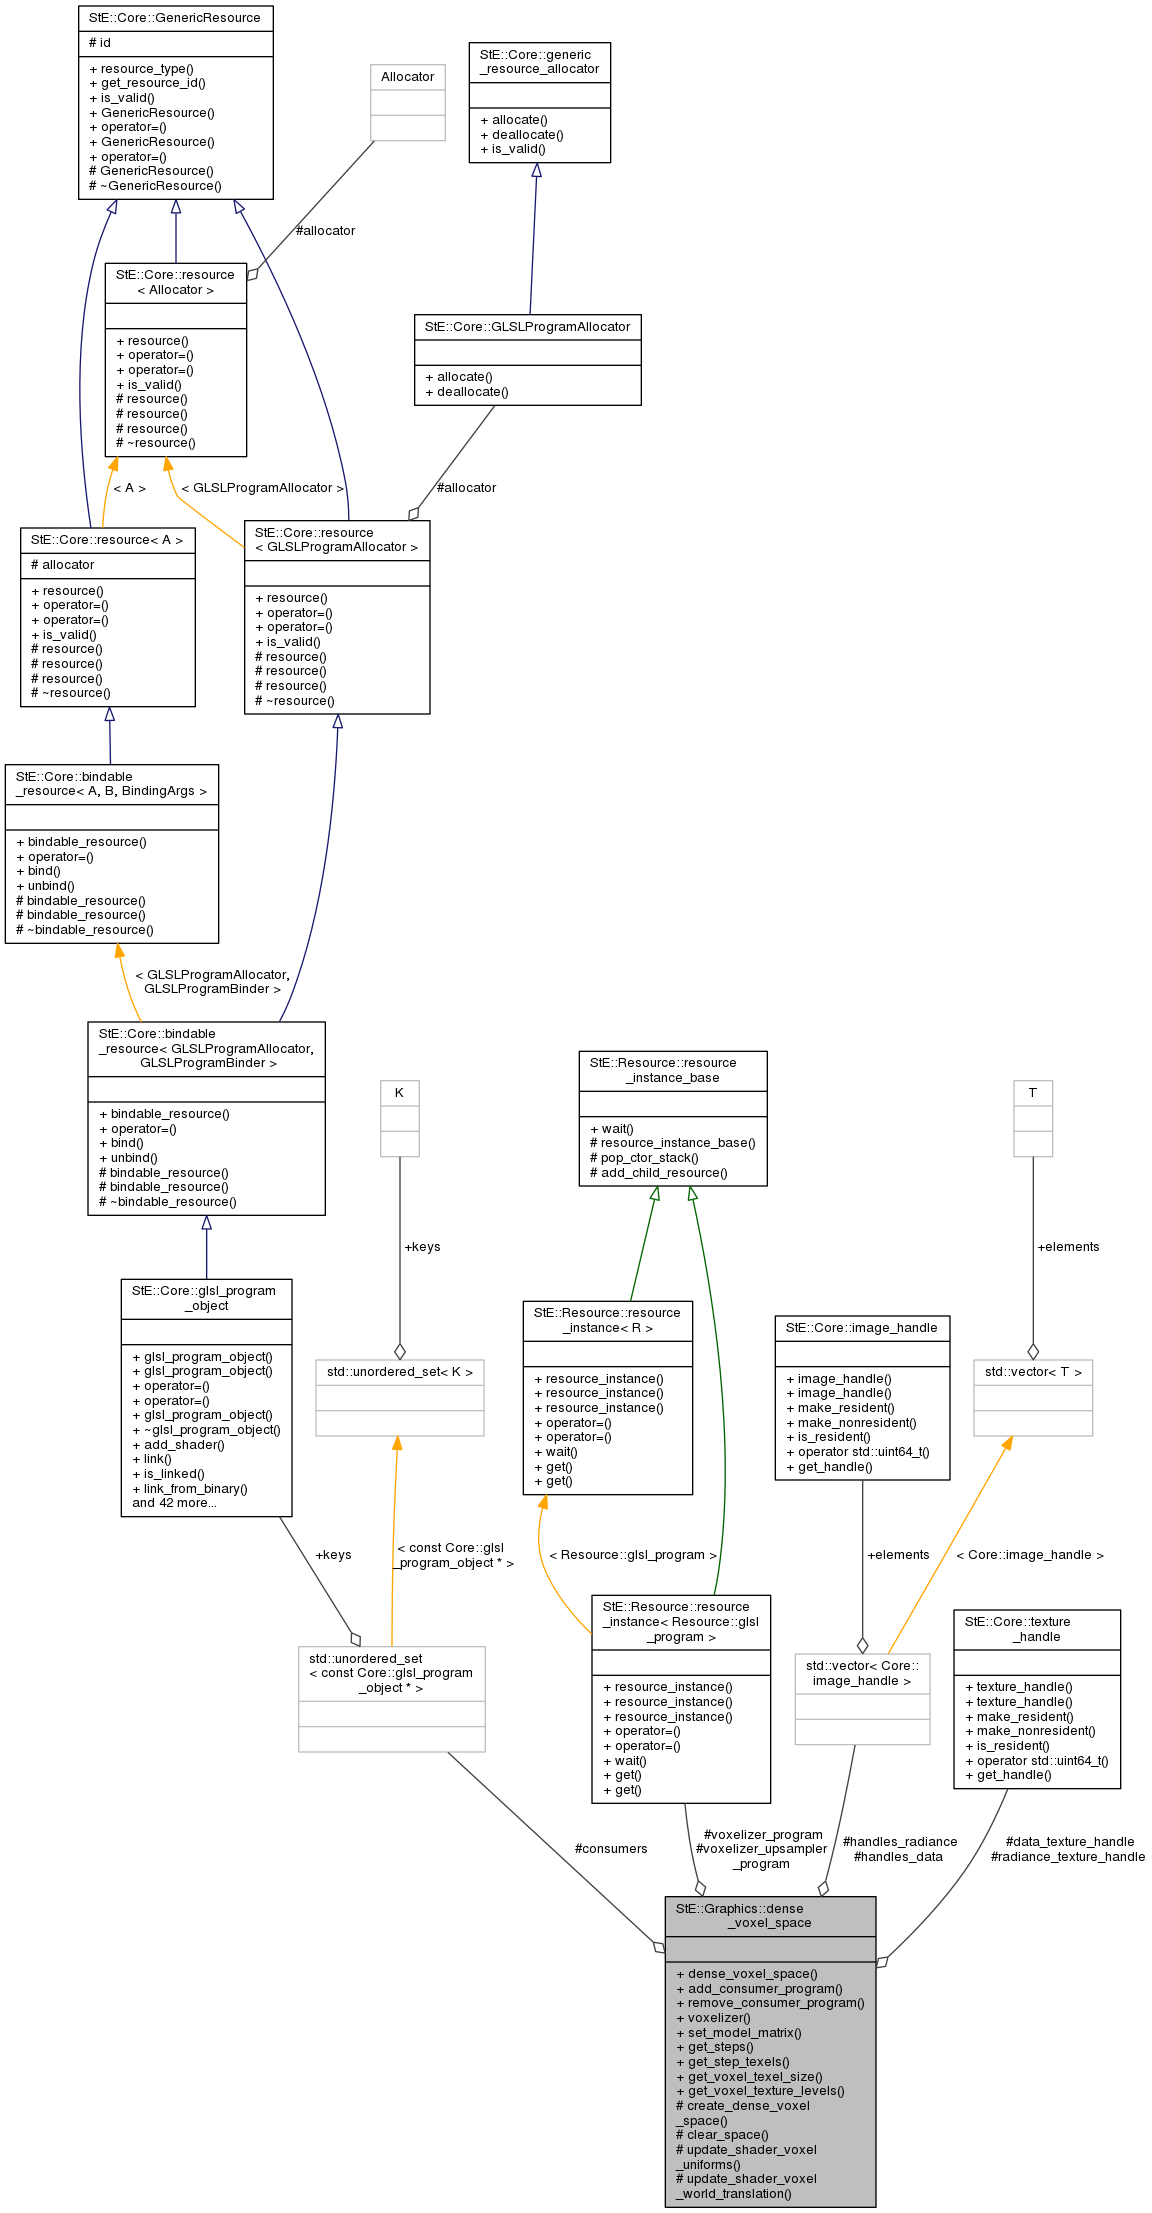 StE::Core::GenericResource
# id
+ resource_type()
+ get_resource_id()
+ is_valid()
+ GenericResource()
+ operator=()
+ GenericResource()
+ operator=()
# GenericResource()
# ~GenericResource()
Allocator
StE::Core::generic
_resource_allocator
+ allocate()
+ deallocate()
+ is_valid()
#allocator
StE::Core::resource
< Allocator >
+ resource()
+ operator=()
+ operator=()
+ is_valid()
# resource()
# resource()
# resource()
# ~resource()
StE::Core::GLSLProgramAllocator
+ allocate()
+ deallocate()
< A >
< GLSLProgramAllocator >
#allocator
StE::Core::resource< A >
# allocator
+ resource()
+ operator=()
+ operator=()
+ is_valid()
# resource()
# resource()
# resource()
# ~resource()
StE::Core::resource
< GLSLProgramAllocator >
+ resource()
+ operator=()
+ operator=()
+ is_valid()
# resource()
# resource()
# resource()
# ~resource()
StE::Core::bindable
_resource< A, B, BindingArgs >
+ bindable_resource()
+ operator=()
+ bind()
+ unbind()
# bindable_resource()
# bindable_resource()
# ~bindable_resource()
< GLSLProgramAllocator,
GLSLProgramBinder >
StE::Core::bindable
_resource< GLSLProgramAllocator,
GLSLProgramBinder >
+ bindable_resource()
+ operator=()
+ bind()
+ unbind()
# bindable_resource()
# bindable_resource()
# ~bindable_resource()
K
StE::Resource::resource
_instance_base
+ wait()
# resource_instance_base()
# pop_ctor_stack()
# add_child_resource()
T
+keys
+elements
StE::Core::glsl_program
_object
+ glsl_program_object()
+ glsl_program_object()
+ operator=()
+ operator=()
+ glsl_program_object()
+ ~glsl_program_object()
+ add_shader()
+ link()
+ is_linked()
+ link_from_binary()
and 42 more...
std::unordered_set< K >
StE::Resource::resource
_instance< R >
+ resource_instance()
+ resource_instance()
+ resource_instance()
+ operator=()
+ operator=()
+ wait()
+ get()
+ get()
StE::Core::image_handle
+ image_handle()
+ image_handle()
+ make_resident()
+ make_nonresident()
+ is_resident()
+ operator std::uint64_t()
+ get_handle()
std::vector< T >
+keys
< const Core::glsl
_program_object * >
< Resource::glsl_program >
+elements
< Core::image_handle >
std::unordered_set
< const Core::glsl_program
_object * >
StE::Resource::resource
_instance< Resource::glsl
_program >
+ resource_instance()
+ resource_instance()
+ resource_instance()
+ operator=()
+ operator=()
+ wait()
+ get()
+ get()
std::vector< Core::
image_handle >
StE::Core::texture
_handle
+ texture_handle()
+ texture_handle()
+ make_resident()
+ make_nonresident()
+ is_resident()
+ operator std::uint64_t()
+ get_handle()
#consumers
#voxelizer_program
#voxelizer_upsampler
_program
#handles_radiance
#handles_data
#data_texture_handle
#radiance_texture_handle
StE::Graphics::dense
_voxel_space
+ dense_voxel_space()
+ add_consumer_program()
+ remove_consumer_program()
+ voxelizer()
+ set_model_matrix()
+ get_steps()
+ get_step_texels()
+ get_voxel_texel_size()
+ get_voxel_texture_levels()
# create_dense_voxel
_space()
# clear_space()
# update_shader_voxel
_uniforms()
# update_shader_voxel
_world_translation()